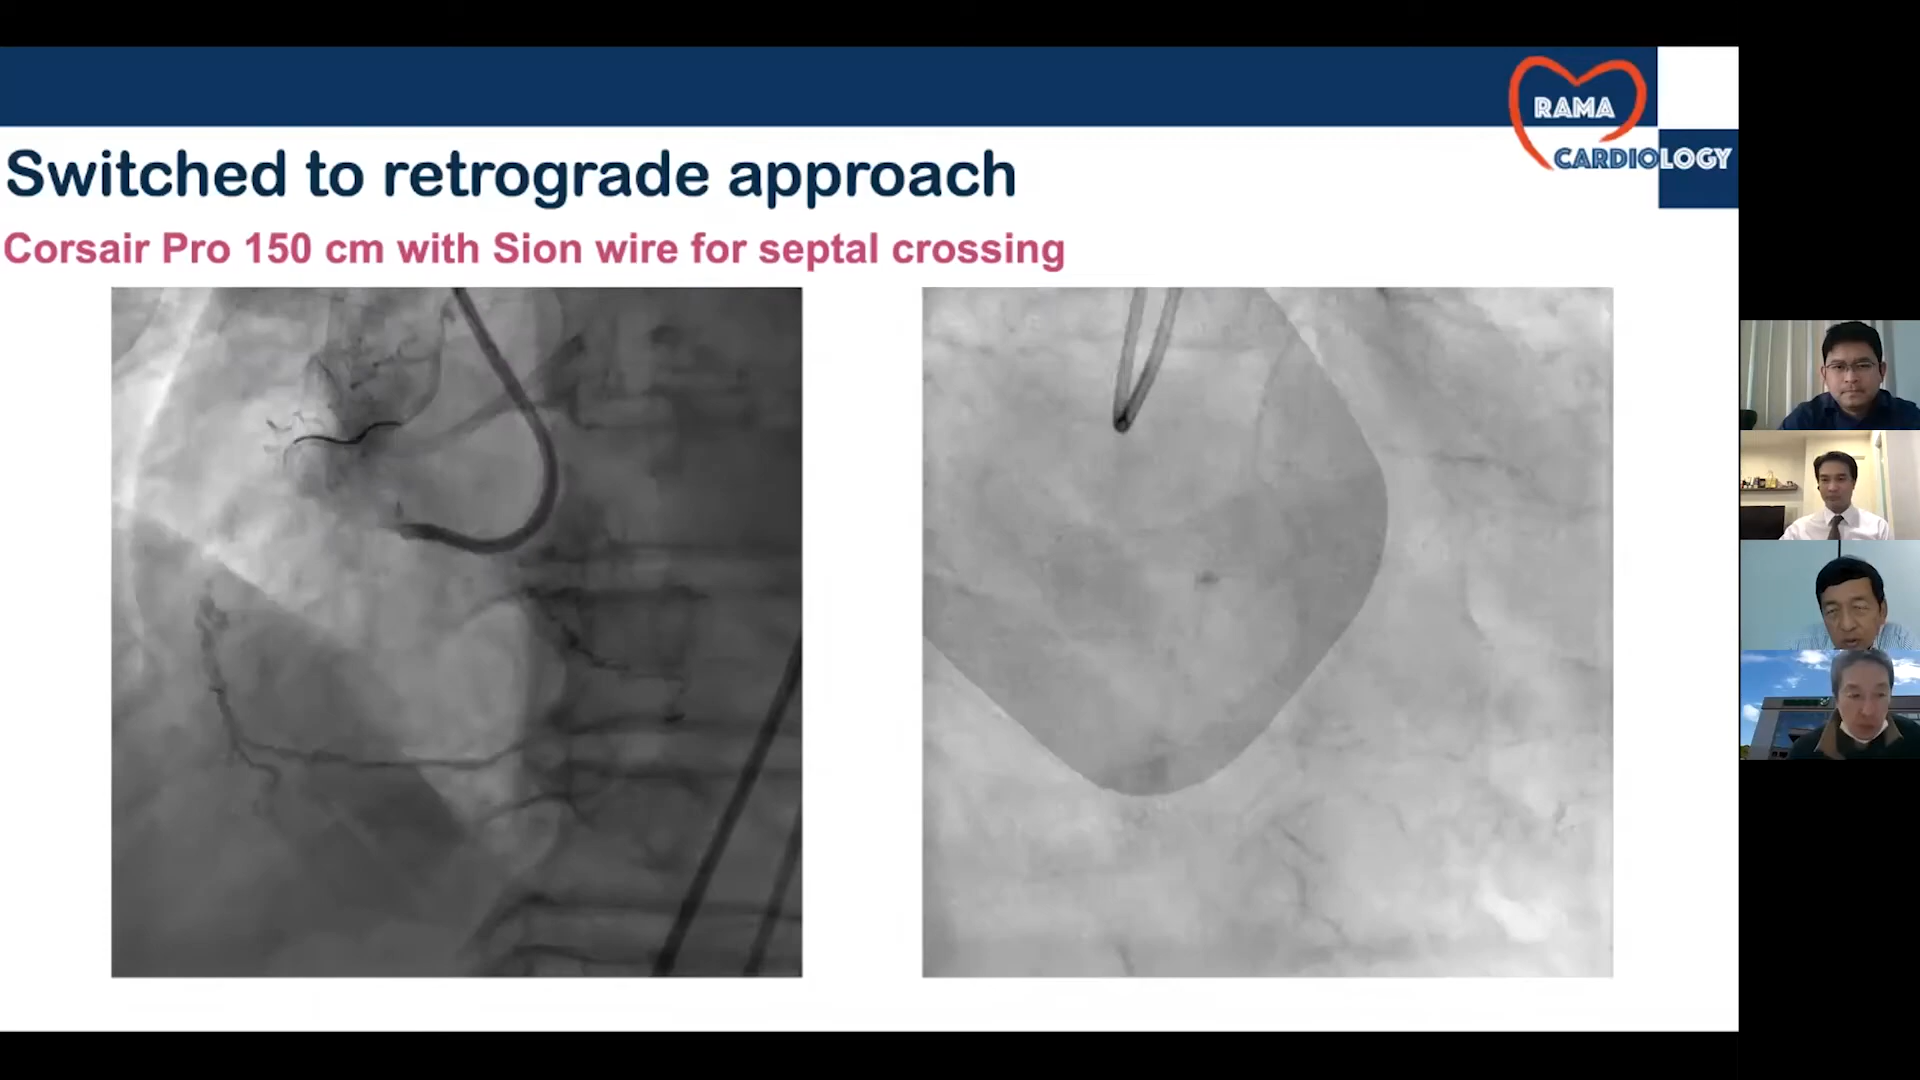 RAMA
CARDIOLOGY
Switched to retrograde approach
Corsair Pro 150 cm with Sion wire for septal crossing